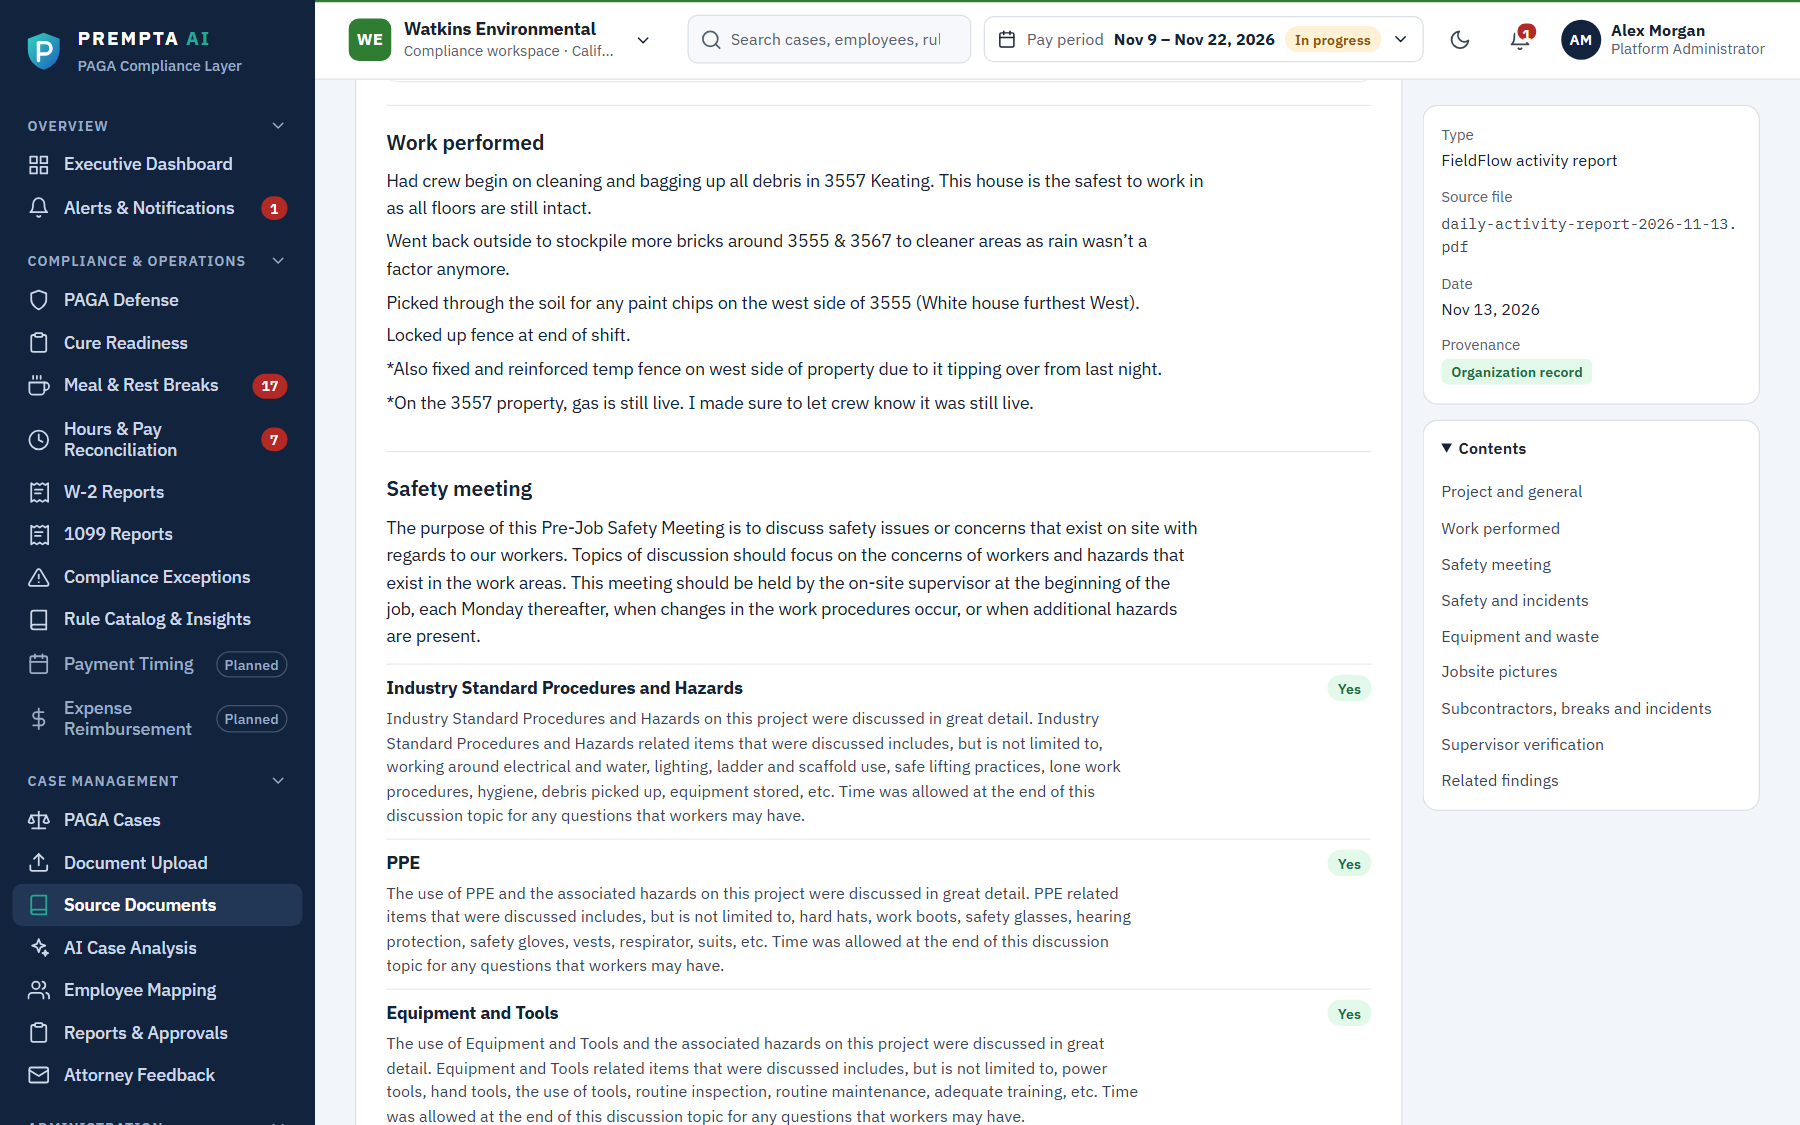 PREMPTA AI
PAGA Compliance Layer
OVERVIEW
Executive Dashboard
Alerts & Notifications
1
COMPLIANCE & OPERATIONS
PAGA Defense
Cure Readiness
Meal & Rest Breaks
17
Hours & Pay
Reconciliation
7
W-2 Reports
1099 Reports
Compliance Exceptions
Rule Catalog & Insights
Payment Timing
Planned
Expense
Reimbursement
Planned
CASE MANAGEMENT
PAGA Cases
Document Upload
Source Documents
AI Case Analysis
Employee Mapping
Reports & Approvals
Attorney Feedback
WE
Watkins Environmental
Compliance workspace · Calif...
Search cases, employees, rul
Pay period Nov 9 – Nov 22, 2026 In progress
1
AM
Alex Morgan
Platform Administrator
Work performed
Had crew begin on cleaning and bagging up all debris in 3557 Keating. This house is the safest to work in
as all floors are still intact.
Went back outside to stockpile more bricks around 3555 & 3567 to cleaner areas as rain wasn’t a
factor anymore.
Picked through the soil for any paint chips on the west side of 3555 (White house furthest West).
Locked up fence at end of shift.
*Also fixed and reinforced temp fence on west side of property due to it tipping over from last night.
*On the 3557 property, gas is still live. I made sure to let crew know it was still live.
Safety meeting
The purpose of this Pre-Job Safety Meeting is to discuss safety issues or concerns that exist on site with
regards to our workers. Topics of discussion should focus on the concerns of workers and hazards that
exist in the work areas. This meeting should be held by the on-site supervisor at the beginning of the
job, each Monday thereafter, when changes in the work procedures occur, or when additional hazards
are present.
Industry Standard Procedures and Hazards
Yes
Industry Standard Procedures and Hazards on this project were discussed in great detail. Industry
Standard Procedures and Hazards related items that were discussed includes, but is not limited to,
working around electrical and water, lighting, ladder and scaffold use, safe lifting practices, lone work
procedures, hygiene, debris picked up, equipment stored, etc. Time was allowed at the end of this
discussion topic for any questions that workers may have.
PPE
Yes
The use of PPE and the associated hazards on this project were discussed in great detail. PPE related
items that were discussed includes, but is not limited to, hard hats, work boots, safety glasses, hearing
protection, safety gloves, vests, respirator, suits, etc. Time was allowed at the end of this discussion
topic for any questions that workers may have.
Equipment and Tools
Yes
The use of Equipment and Tools and the associated hazards on this project were discussed in great
detail. Equipment and Tools related items that were discussed includes, but is not limited to, power
tools, hand tools, the use of tools, routine inspection, routine maintenance, adequate training, etc. Time
was allowed at the end of this discussion topic for any questions that workers may have.
Type
FieldFlow activity report
Source file
daily-activity-report-2026-11-13.
pdf
Date
Nov 13, 2026
Provenance
Organization record
Contents
Project and general
Work performed
Safety meeting
Safety and incidents
Equipment and waste
Jobsite pictures
Subcontractors, breaks and incidents
Supervisor verification
Related findings